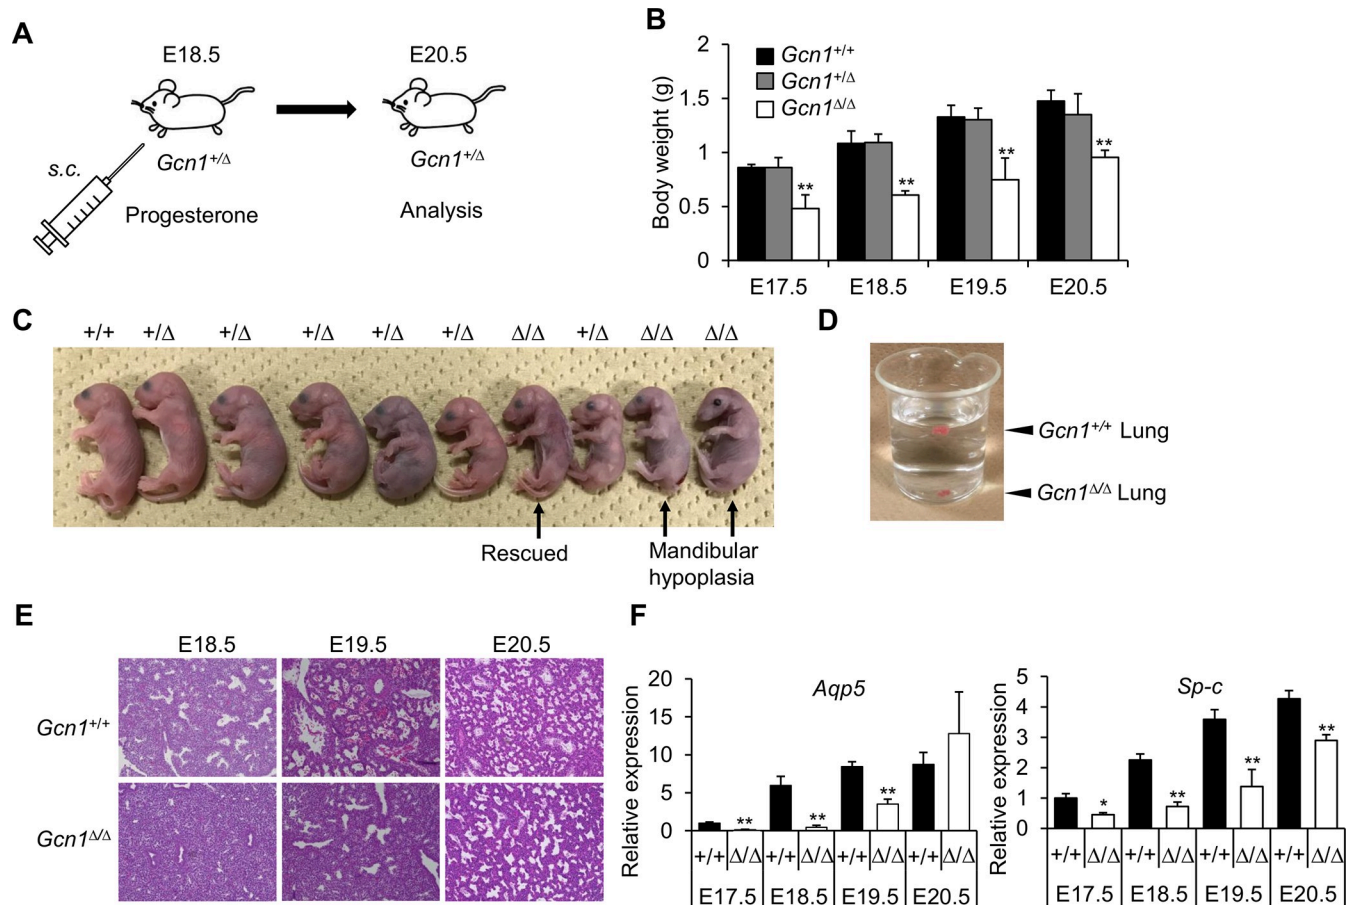 A
E18.5 E20.5
s.c.
Gcn1+/Δ Gcn1+/Δ
Progesterone Analysis
B
Body weight (g)
2
1.5
1
0.5
0
Gcn1+/+
Gcn1+/Δ
Gcn1Δ/Δ
** ** ** **
E17.5 E18.5 E19.5 E20.5
C
+/+ +/Δ +/Δ +/Δ +/Δ +/Δ Δ/Δ +/Δ Δ/Δ Δ/Δ
Rescued
Mandibular
hypoplasia
D
Gcn1+/+ Lung
Gcn1Δ/Δ Lung
E
E18.5 E19.5 E20.5
Gcn1+/+
Gcn1Δ/Δ
F
Relative expression
Aqp5
20
15
10
5
0
** ** **
+/+ Δ/Δ +/+ Δ/Δ +/+ Δ/Δ +/+ Δ/Δ
E17.5 E18.5 E19.5 E20.5
Relative expression
Sp-c
5
4
3
2
1
0
* ** ** **
+/+ Δ/Δ +/+ Δ/Δ +/+ Δ/Δ +/+ Δ/Δ
E17.5 E18.5 E19.5 E20.5